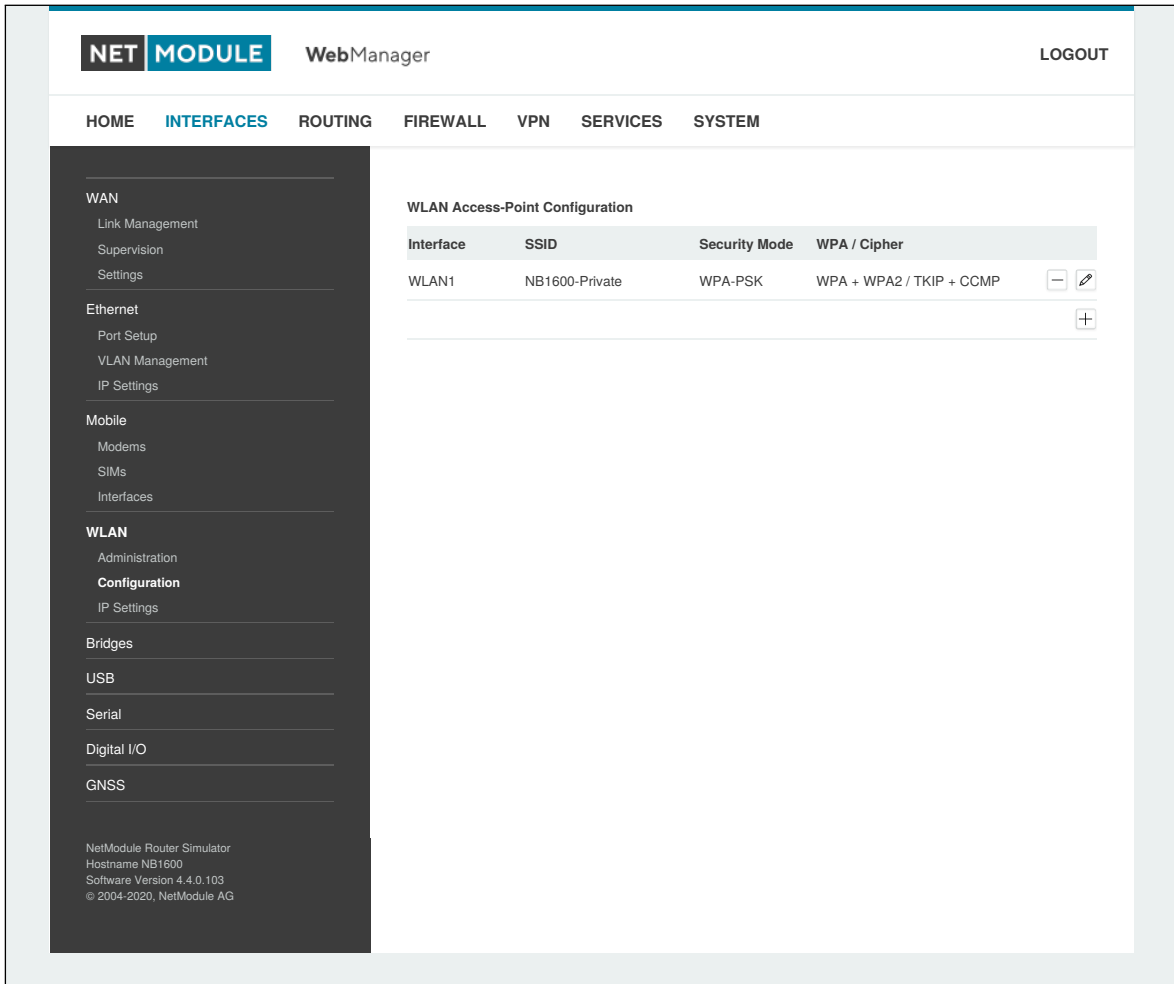 NET MODULE WebManager LOGOUT
HOME INTERFACES ROUTING FIREWALL VPN SERVICES SYSTEM
WAN
Link Management
Supervision
Settings
Ethernet
Port Setup
VLAN Management
IP Settings
Mobile
Modems
SIMs
Interfaces
WLAN
Administration
Configuration
IP Settings
Bridges
USB
Serial
Digital I/O
GNSS
NetModule Router Simulator
Hostname NB1600
Software Version 4.4.0.103
© 2004-2020, NetModule AG
WLAN Access-Point Configuration
Interface SSID Security Mode WPA / Cipher
WLAN1 NB1600-Private WPA-PSK WPA + WPA2 / TKIP + CCMP